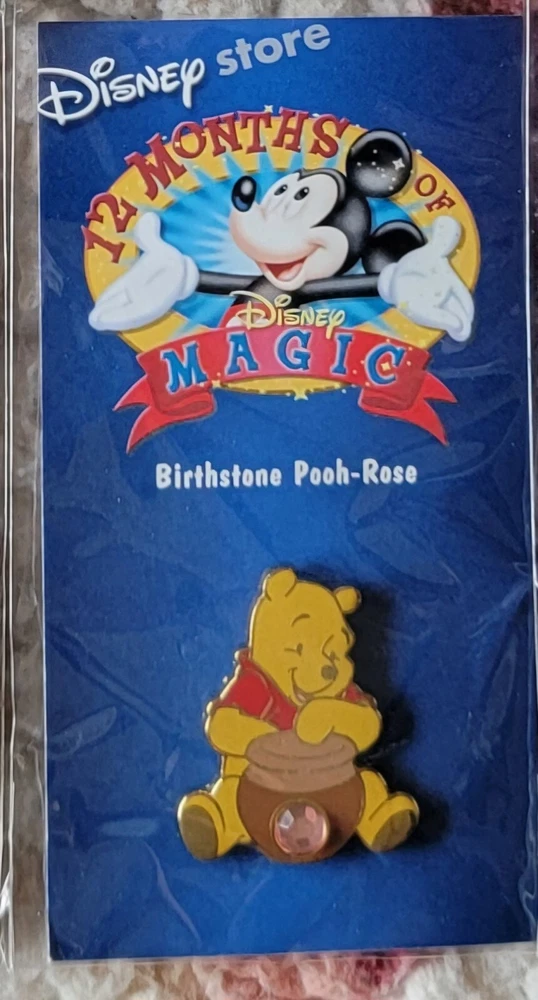 Disney store
12 MONTHS OF
Disney
MAGIC
Birthstone Pooh-Rose